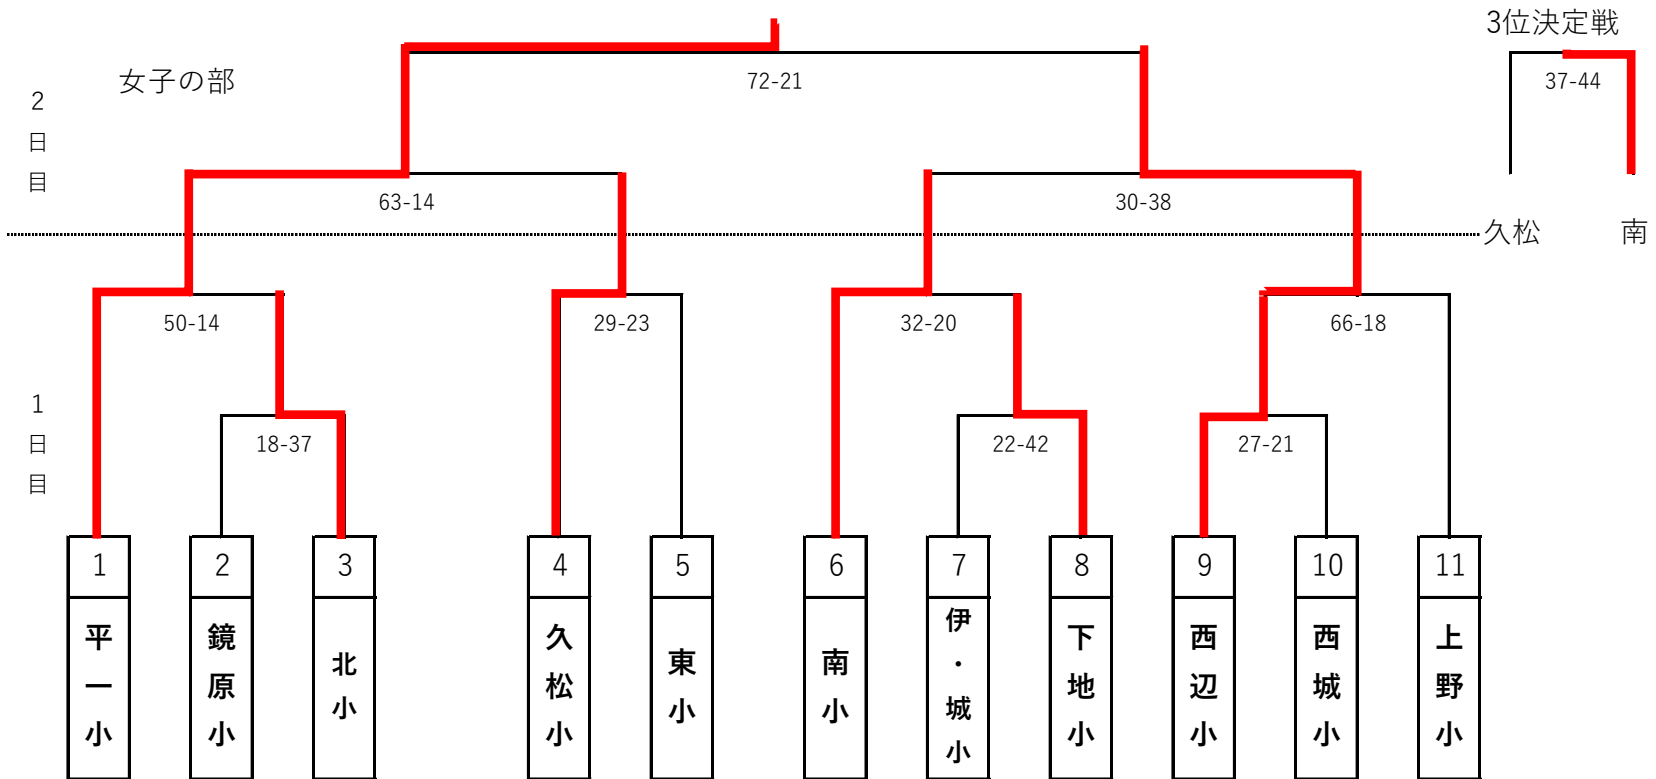 3位決定戦
女子の部
72-21
37-44
2日目
63-14
30-38
久松
南
50-14
29-23
32-20
66-18
1日目
18-37
22-42
27-21
1
2
3
4
5
6
7
8
9
10
11
平一小
鏡原小
北小
久松小
東小
南小
伊・城小
下地小
西辺小
西城小
上野小